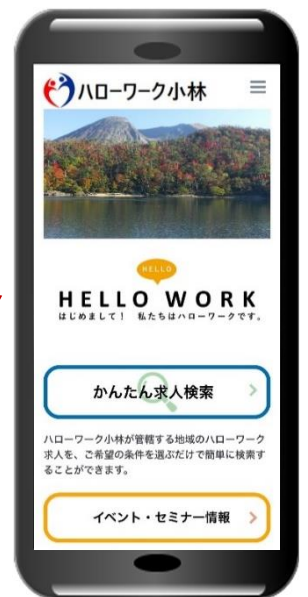 ハローワーク小林
HELLO
HELLO WORK
はじめまして! 私たちはハローワークです。
かんたん求人検索
ハローワーク小林が管轄する地域のハローワーク
求人を、ご希望の条件を選ぶだけで簡単に検索す
ることができます。
イベント・セミナー情報